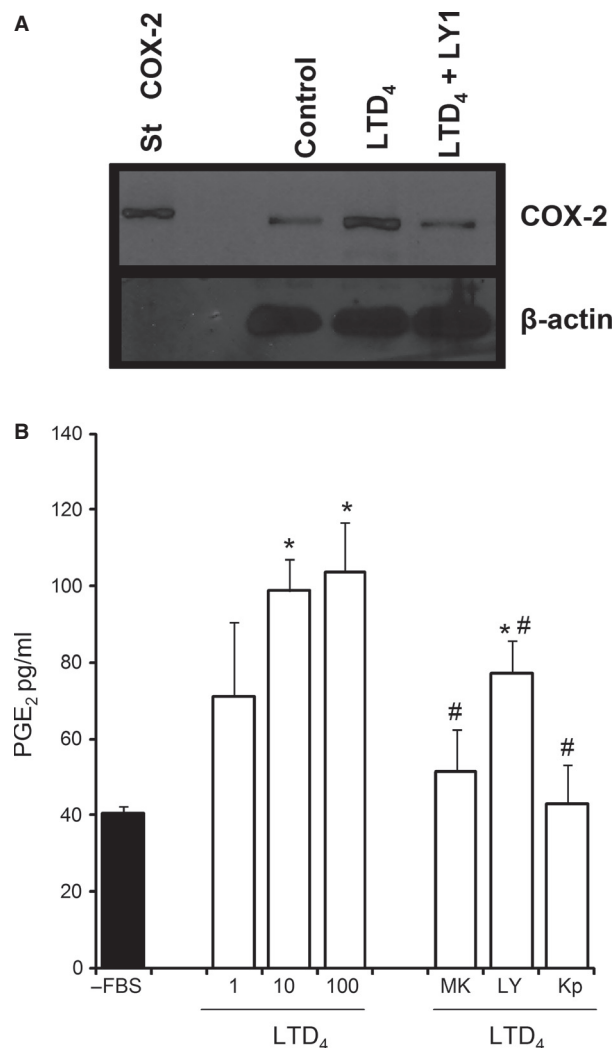 A
St COX-2
Control
LTD₄
LTD₄ + LY1
COX-2
β-actin
B
PGE₂ pg/ml
140
120
100
80
60
40
20
0
* * # * # #
–FBS 1 10 100 MK LY Kp
LTD₄ LTD₄